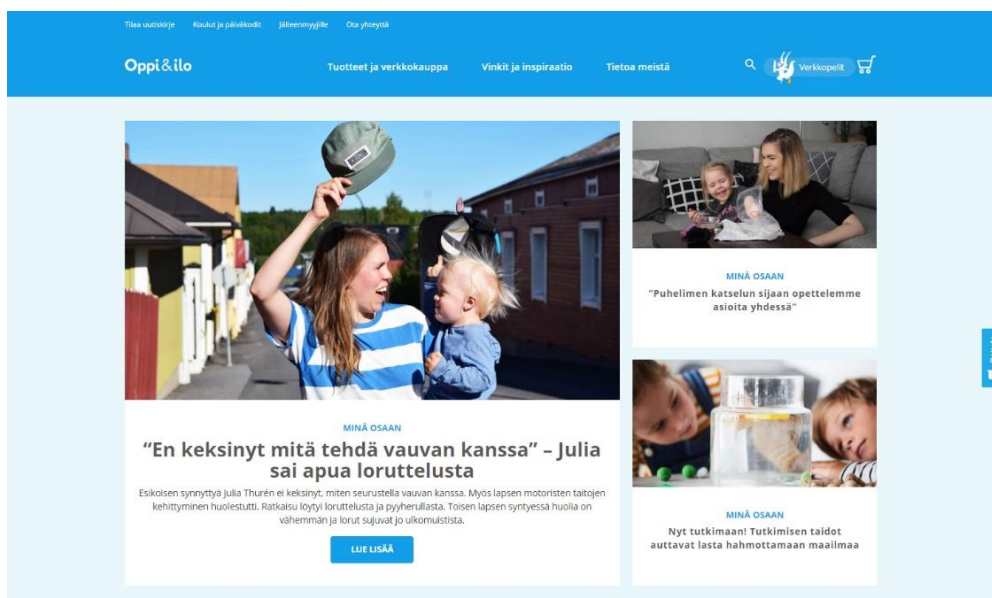 Tilaa uutiskirje Koulut ja päiväkodit Jälleenmyyjille Ota yhteyttä
Oppi&ilo Tuotteet ja verkkokauppa Vinkit ja inspiraatio Tietoa meistä Verkkopelit
MINÄ OSAAN
“En keksinyt mitä tehdä vauvan kanssa” – Julia
sai apua loruttelusta
Esikoisen synnyttyä Julia Thurén ei keksinyt, miten seurustella vauvan kanssa. Myös lapsen motoristen taitojen
kehittyminen huolestutti. Ratkaisu löytyi loruttelusta ja pyyherullasta. Toisen lapsen syntyessä huolia on
vähemmän ja lorut sujuvat jo ulkomuistista.
LUE LISÄÄ
MINÄ OSAAN
“Puhelimen katselun sijaan opettelemme
asioita yhdessä”
MINÄ OSAAN
Nyt tutkimaan! Tutkimisen taidot
auttavat lasta hahmottamaan maailmaa